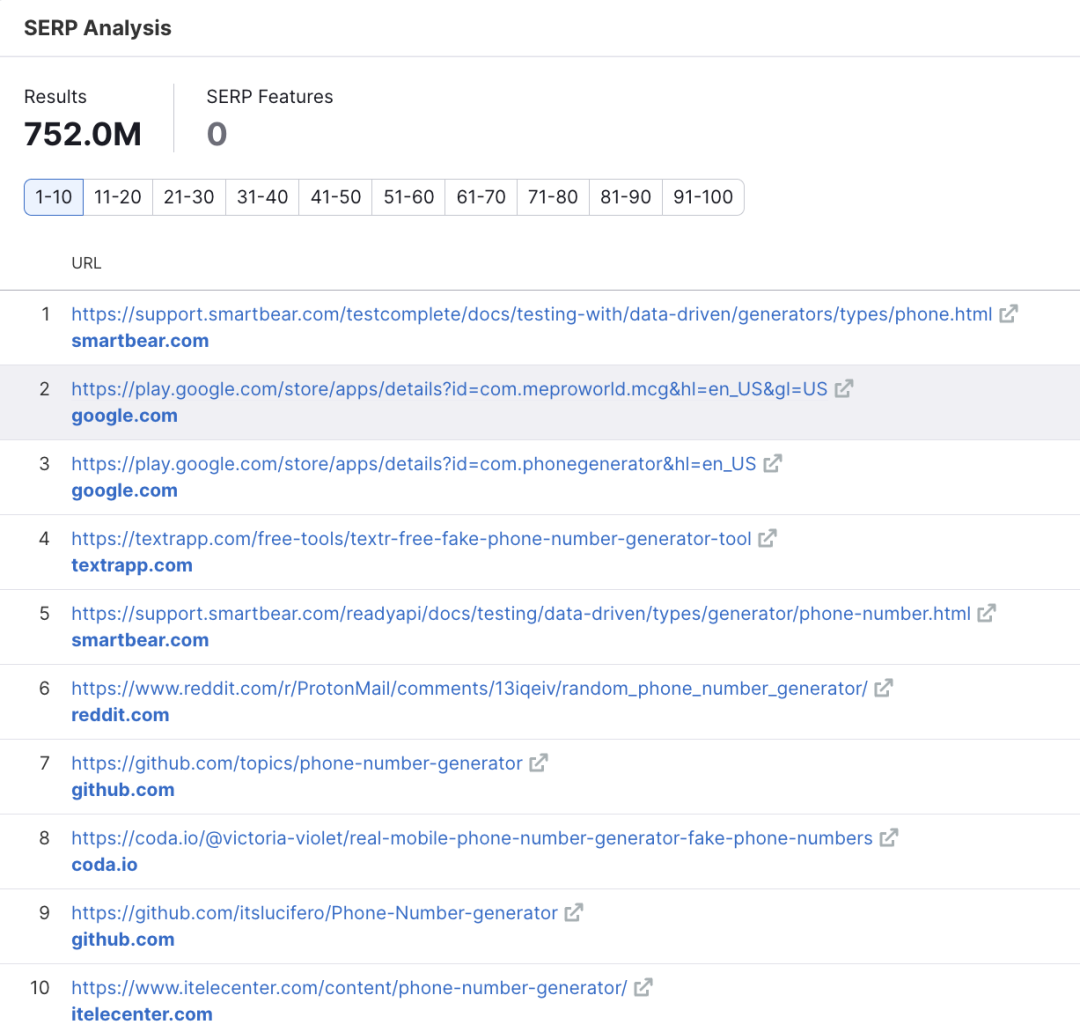 SERP Analysis
Results
SERP Features
752.0M
0
1-10 11-20 21-30 31-40 41-50 51-60 61-70 71-80 81-90 91-100
URL
1 https://support.smartbear.com/testcomplete/docs/testing-with/data-driven/generators/types/phone.html
smartbear.com
2 https://play.google.com/store/apps/details?id=com.meproworld.mcg&hl=en_US&gl=US
google.com
3 https://play.google.com/store/apps/details?id=com.phonegenerator&hl=en_US
google.com
4 https://textrapp.com/free-tools/textr-free-fake-phone-number-generator-tool
textrapp.com
5 https://support.smartbear.com/readyapi/docs/testing/data-driven/types/generator/phone-number.html
smartbear.com
6 https://www.reddit.com/r/ProtonMail/comments/13iqeiv/random_phone_number_generator/
reddit.com
7 https://github.com/topics/phone-number-generator
github.com
8 https://coda.io/@victoria-violet/real-mobile-phone-number-generator-fake-phone-numbers
coda.io
9 https://github.com/itslucifero/Phone-Number-generator
github.com
10 https://www.itelecenter.com/content/phone-number-generator/
itelecenter.com